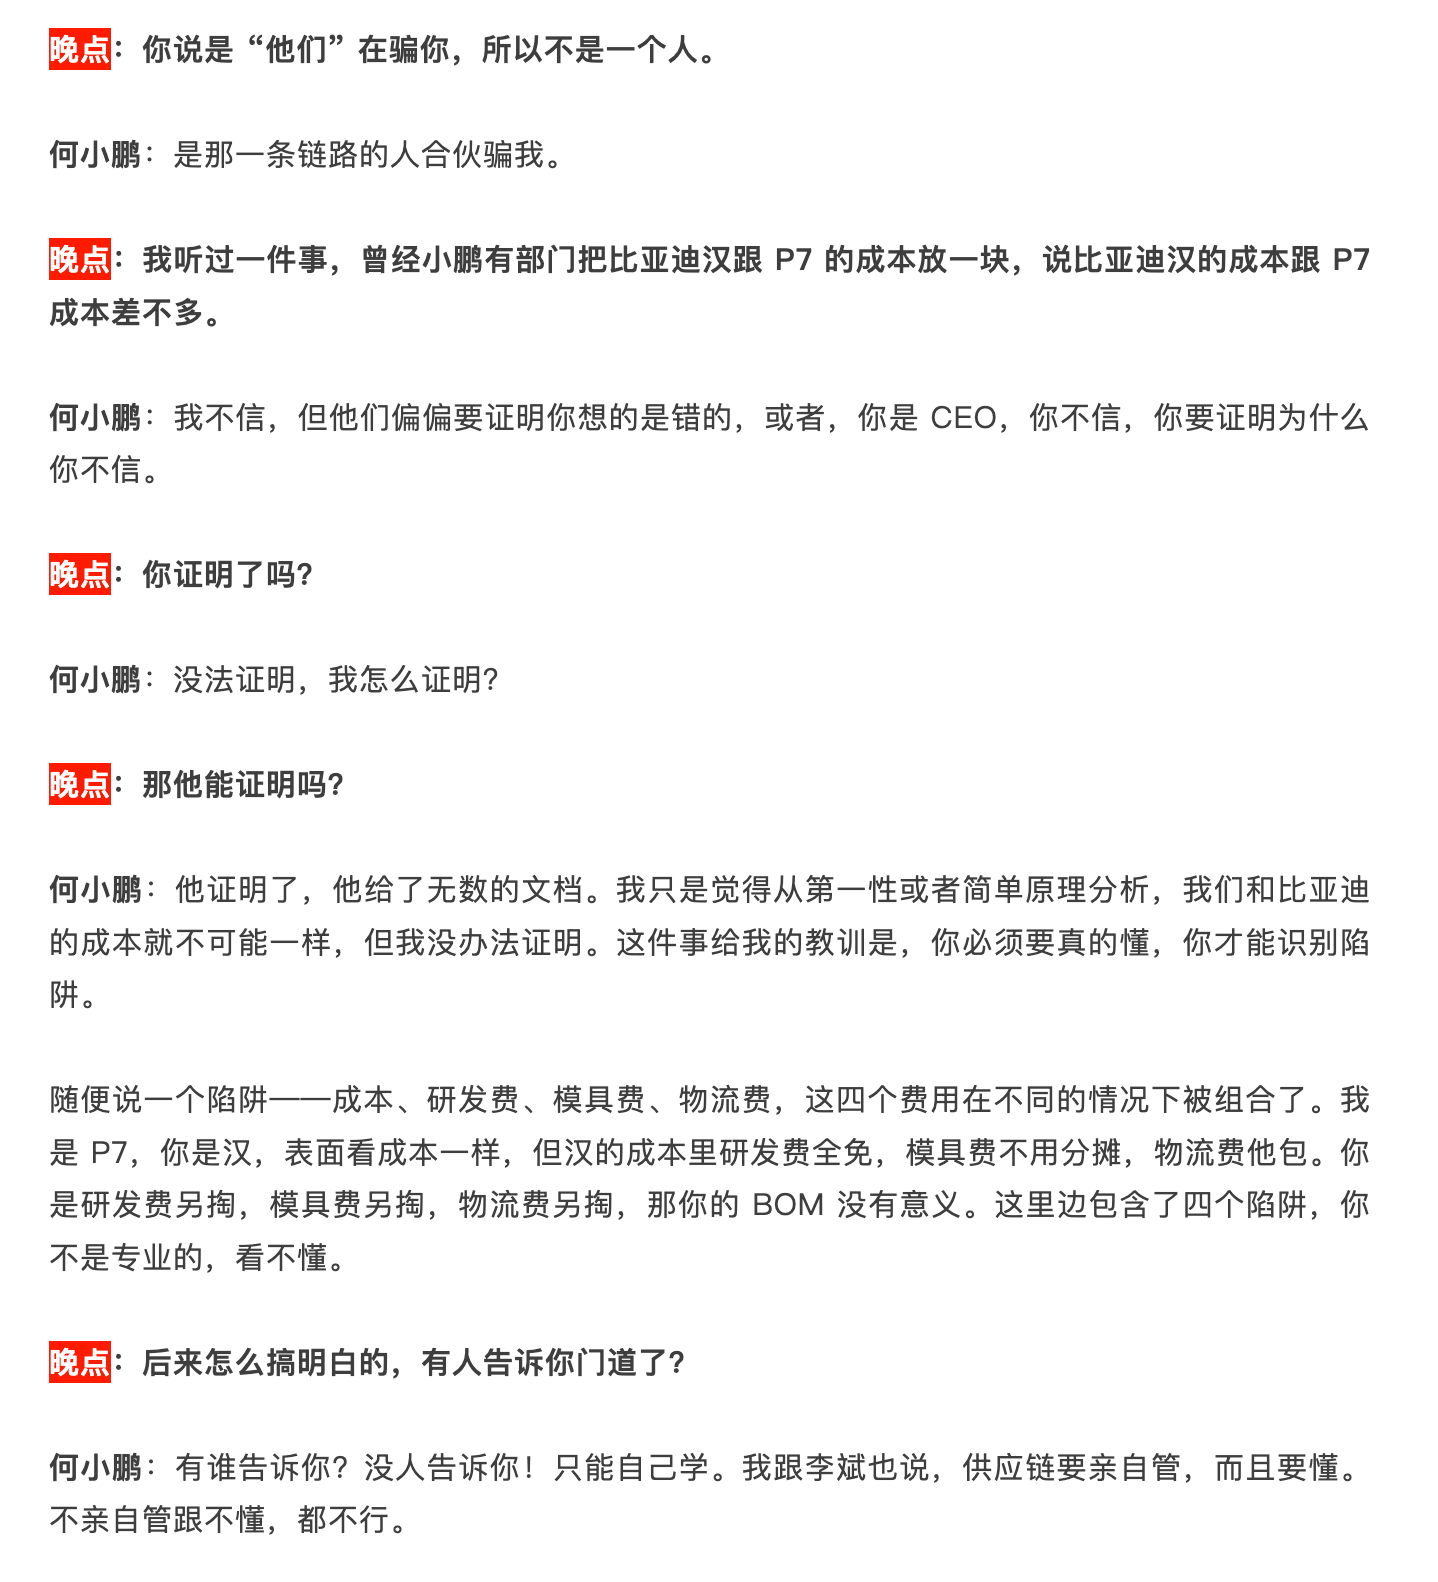 晚点：你说是“他们”在骗你，所以不是一个人。
何小鹏：是那一条链路的人合伙骗我。
晚点：我听过一件事，曾经小鹏有部门把比亚迪汉跟 P7 的成本放一块，说比亚迪汉的成本跟 P7
成本差不多。
何小鹏：我不信，但他们偏偏要证明你想的是错的，或者，你是 CEO，你不信，你要证明为什么
你不信。
晚点：你证明了吗？
何小鹏：没法证明，我怎么证明？
晚点：那他能证明吗？
何小鹏：他证明了，他给了无数的文档。我只是觉得从第一性或者简单原理分析，我们和比亚迪
的成本就不可能一样，但我没办法证明。这件事给我的教训是，你必须要真的懂，你才能识别陷
阱。
随便说一个陷阱——成本、研发费、模具费、物流费，这四个费用在不同的情况下被组合了。我
是 P7，你是汉，表面看成本一样，但汉的成本里研发费全免，模具费不用分摊，物流费他包。你
是研发费另掏，模具费另掏，物流费另掏，那你的 BOM 没有意义。这里边包含了四个陷阱，你
不是专业的，看不懂。
晚点：后来怎么搞明白的，有人告诉你门道了？
何小鹏：有谁告诉你？没人告诉你！只能自己学。我跟李斌也说，供应链要亲自管，而且要懂。
不亲自管跟不懂，都不行。